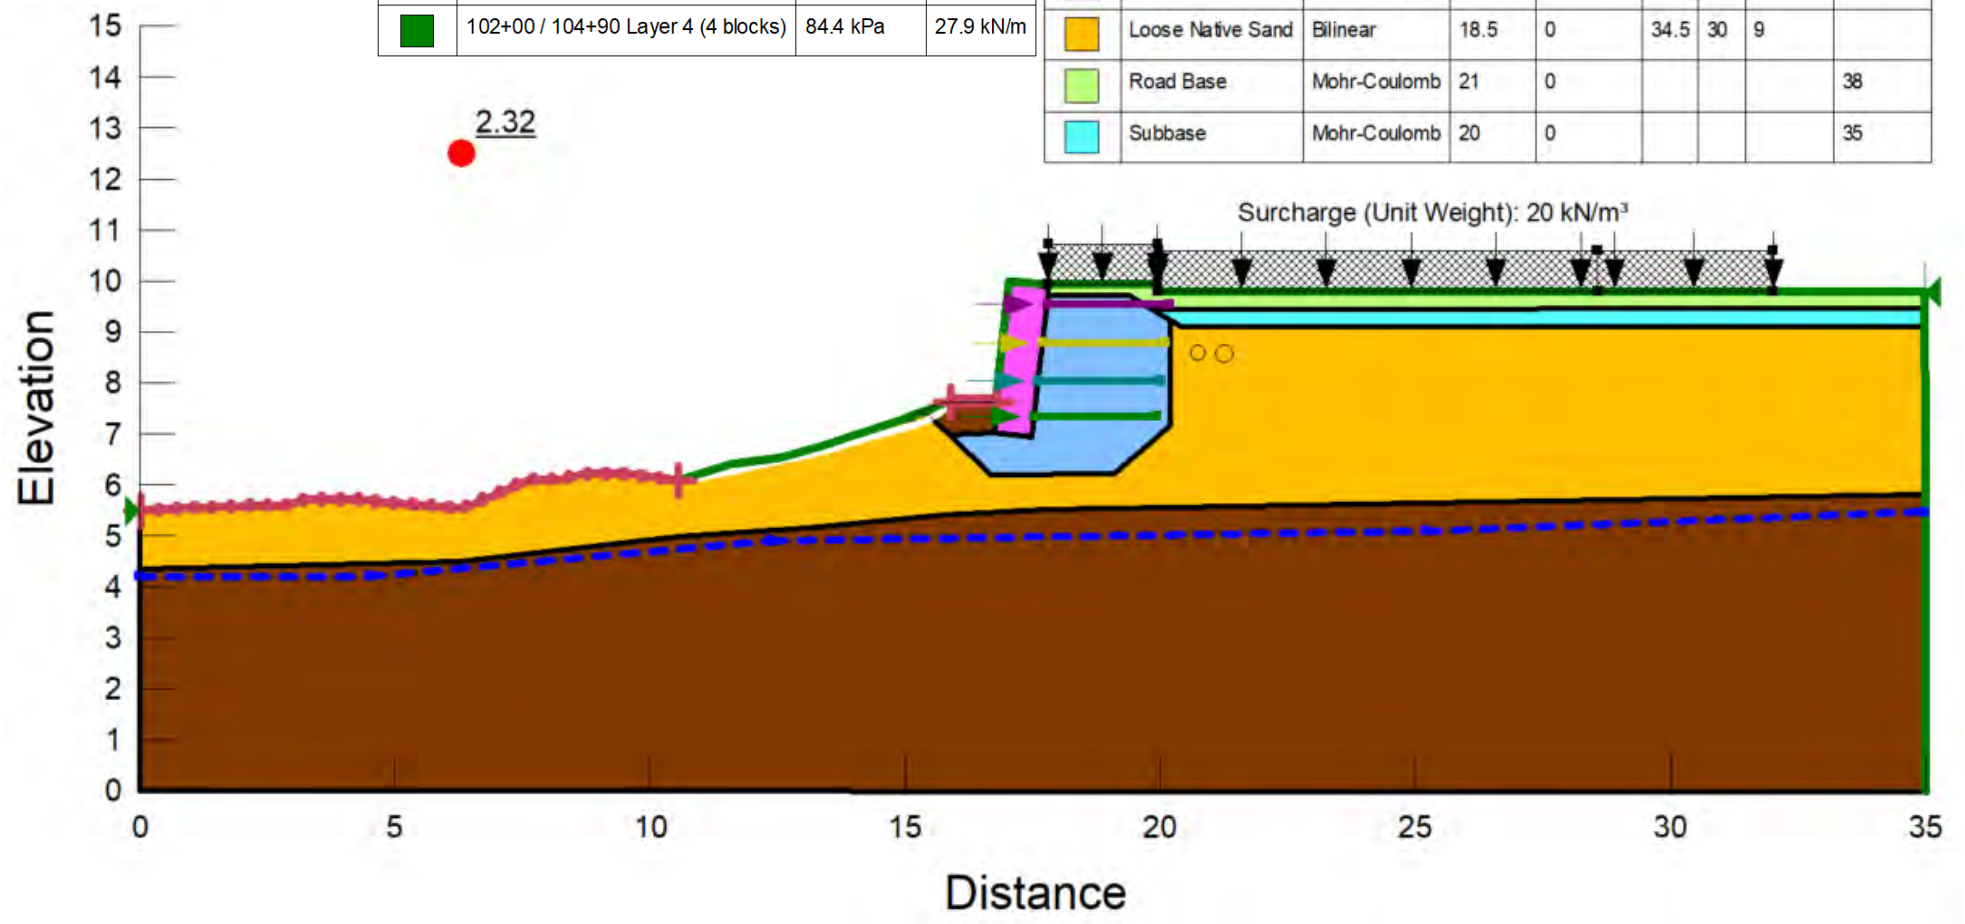 102+00 / 104+90 Layer 4 (4 blocks) 84.4 kPa 27.9 kN/m
Loose Native Sand Bilinear 18.5 0 34.5 30 9
Road Base Mohr-Coulomb 21 0 38
Subbase Mohr-Coulomb 20 0 35
2.32
Surcharge (Unit Weight): 20 kN/m³
Elevation
15
14
13
12
11
10
9
8
7
6
5
4
3
2
1
0
0 5 10 15 20 25 30 35
Distance